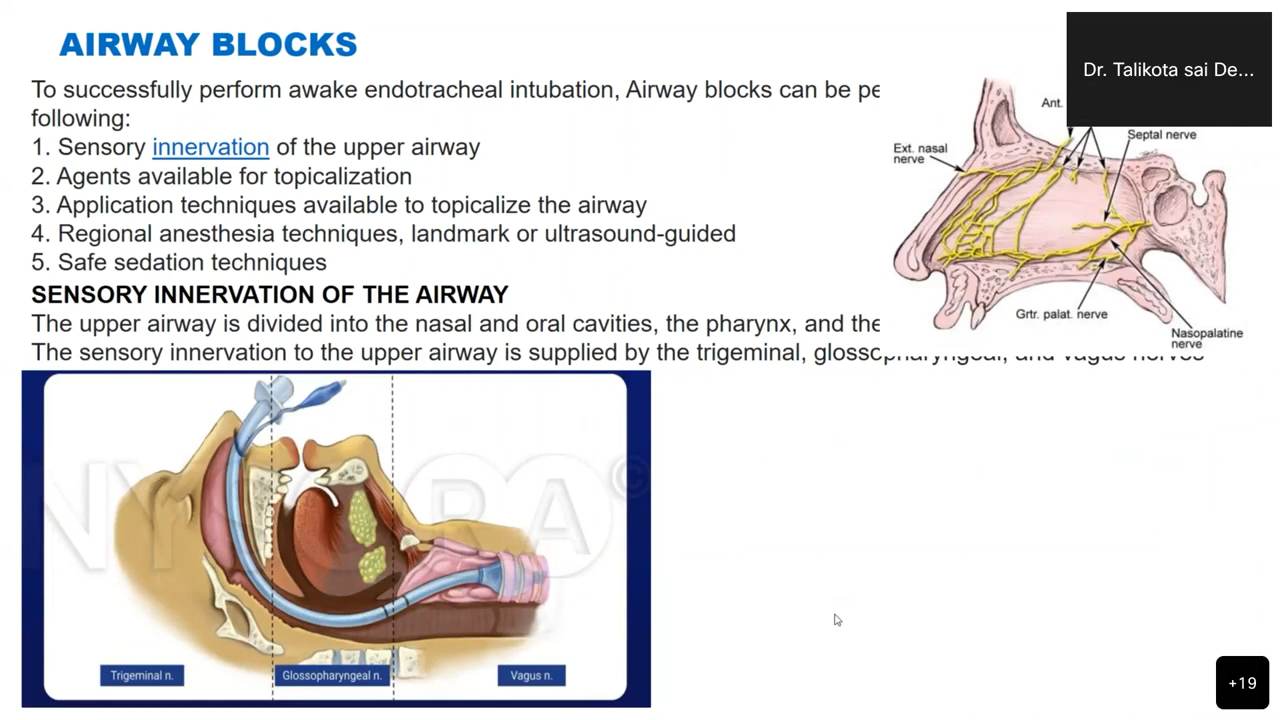 AIRWAY BLOCKS
Dr. Talikota sai De...
To successfully perform awake endotracheal intubation, Airway blocks can be pe
following:
1. Sensory innervation of the upper airway
2. Agents available for topicalization
3. Application techniques available to topicalize the airway
4. Regional anesthesia techniques, landmark or ultrasound-guided
5. Safe sedation techniques
SENSORY INNERVATION OF THE AIRWAY
The upper airway is divided into the nasal and oral cavities, the pharynx, and the
The sensory innervation to the upper airway is supplied by the trigeminal, glossopharyngeal, and vagus nerves
Ant.
Septal nerve
Ext. nasal
nerve
Grtr. palat. nerve
Nasopalatine
nerve
NYSORA©
Trigeminal n.
Glossopharyngeal n.
Vagus n.
+19